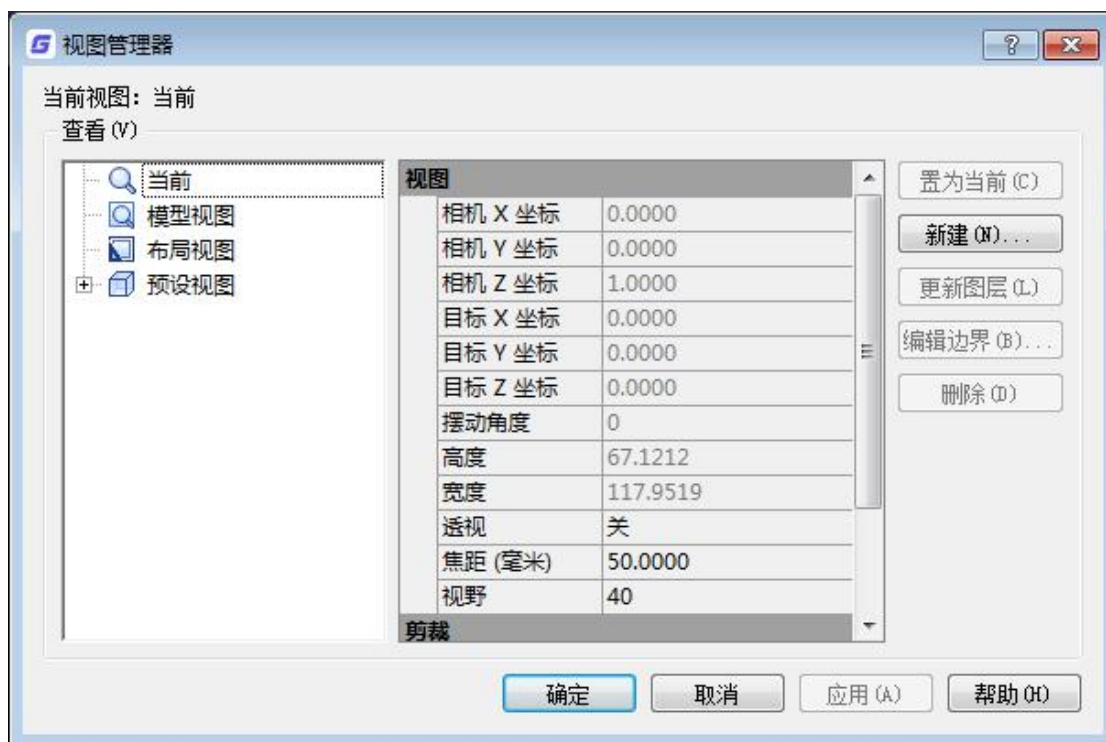 视图管理器
当前视图: 当前
查看(V)
当前
模型视图
布局视图
预设视图
视图
相机 X 坐标 0.0000
相机 Y 坐标 0.0000
相机 Z 坐标 1.0000
目标 X 坐标 0.0000
目标 Y 坐标 0.0000
目标 Z 坐标 0.0000
摆动角度 0
高度 67.1212
宽度 117.9519
透视 关
焦距 (毫米) 50.0000
视野 40
剪裁
置为当前(C)
新建(N)...
更新图层(L)
编辑边界(B)...
删除(D)
确定 取消 应用(A) 帮助(H)